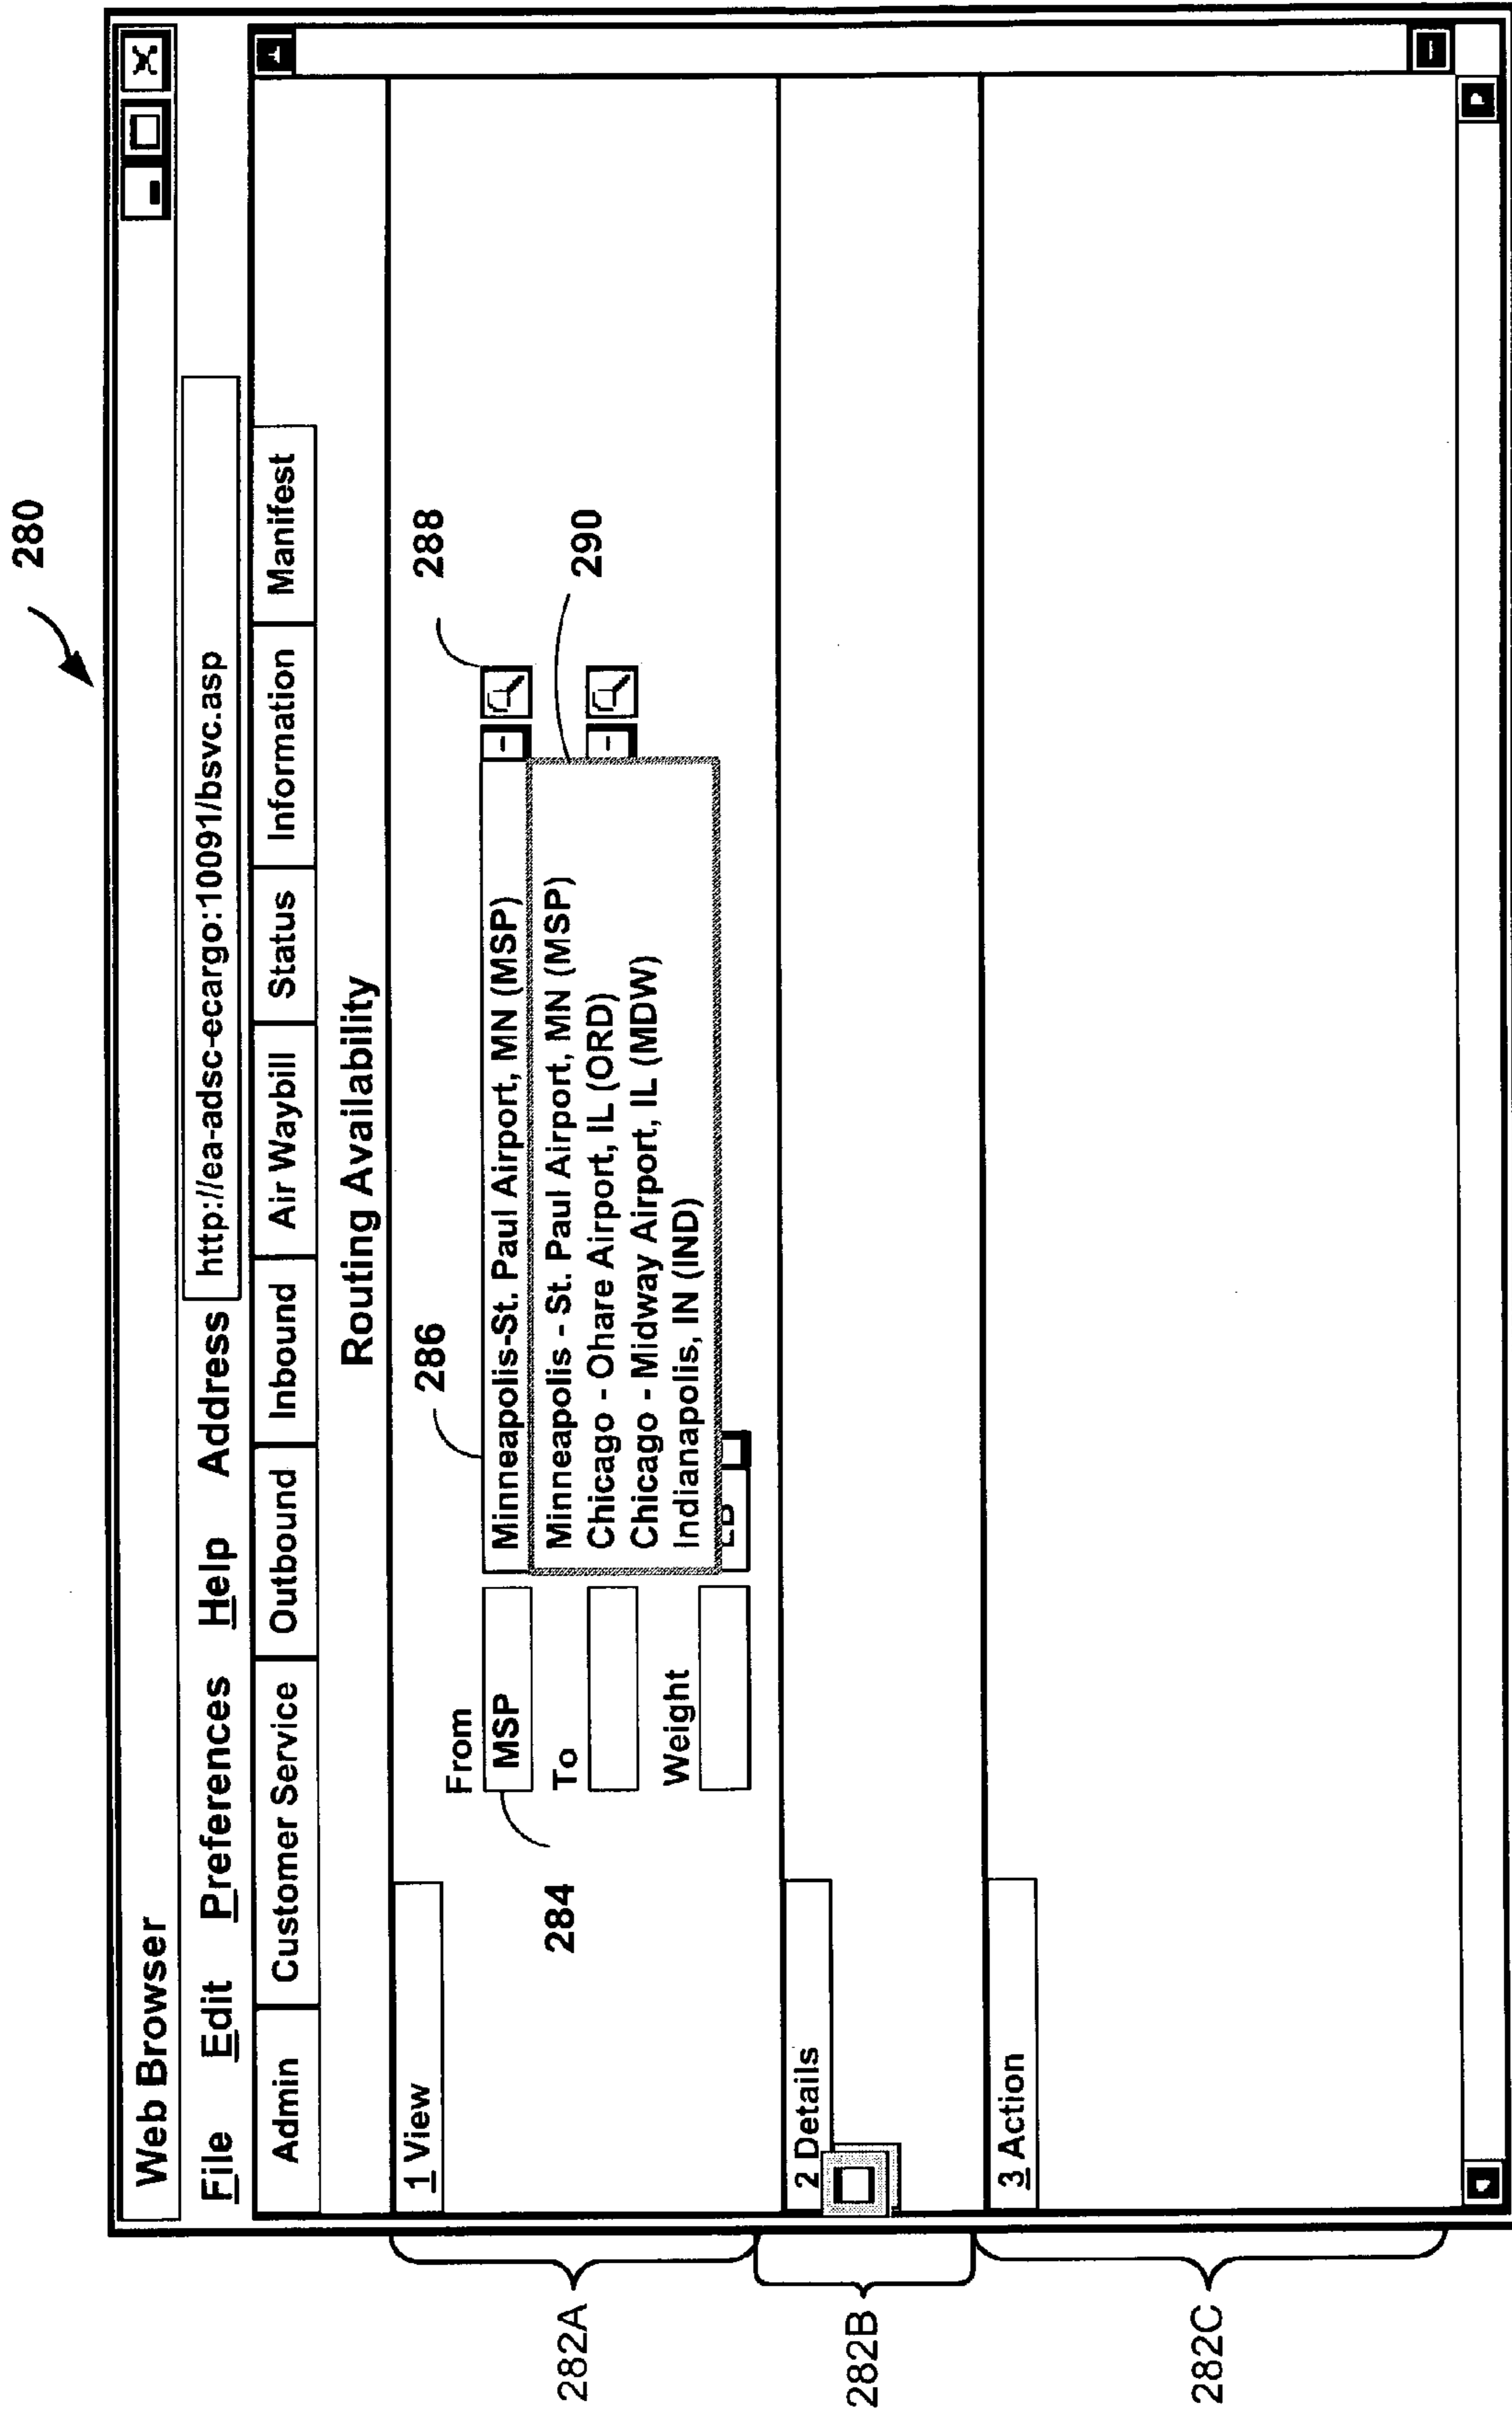 280
Web Browser
File Edit Preferences Help Address http://ea-adsc-ecargo:10091/bsvc.asp
Admin Customer Service Outbound Inbound Air Waybill Status Information Manifest
Routing Availability
1 View
286
288
From
MSP
Minneapolis-St. Paul Airport, MN (MSP)
284
290
To
Minneapolis - St. Paul Airport, MN (MSP)
Chicago - Ohare Airport, IL (ORD)
Chicago - Midway Airport, IL (MDW)
Indianapolis, IN (IND)
Weight
282A
2 Details
282B
3 Action
282C